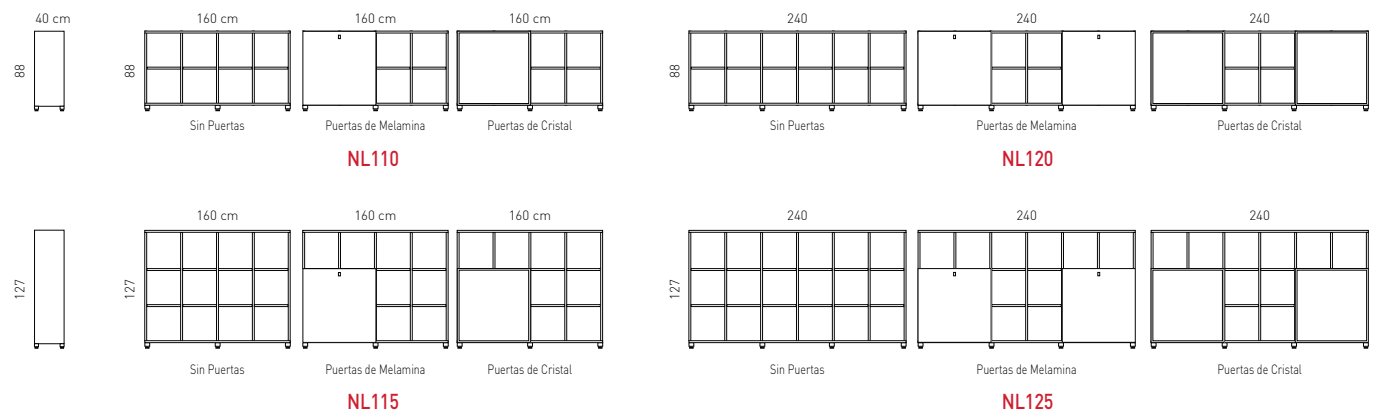 40 cm 160 cm 160 cm 160 cm 240 240 240
88 88 88
Sin Puertas Puertas de Melamina Puertas de Cristal Sin Puertas Puertas de Melamina Puertas de Cristal
NL110 NL120
160 cm 160 cm 160 cm 240 240 240
127 127 127
Sin Puertas Puertas de Melamina Puertas de Cristal Sin Puertas Puertas de Melamina Puertas de Cristal
NL115 NL125